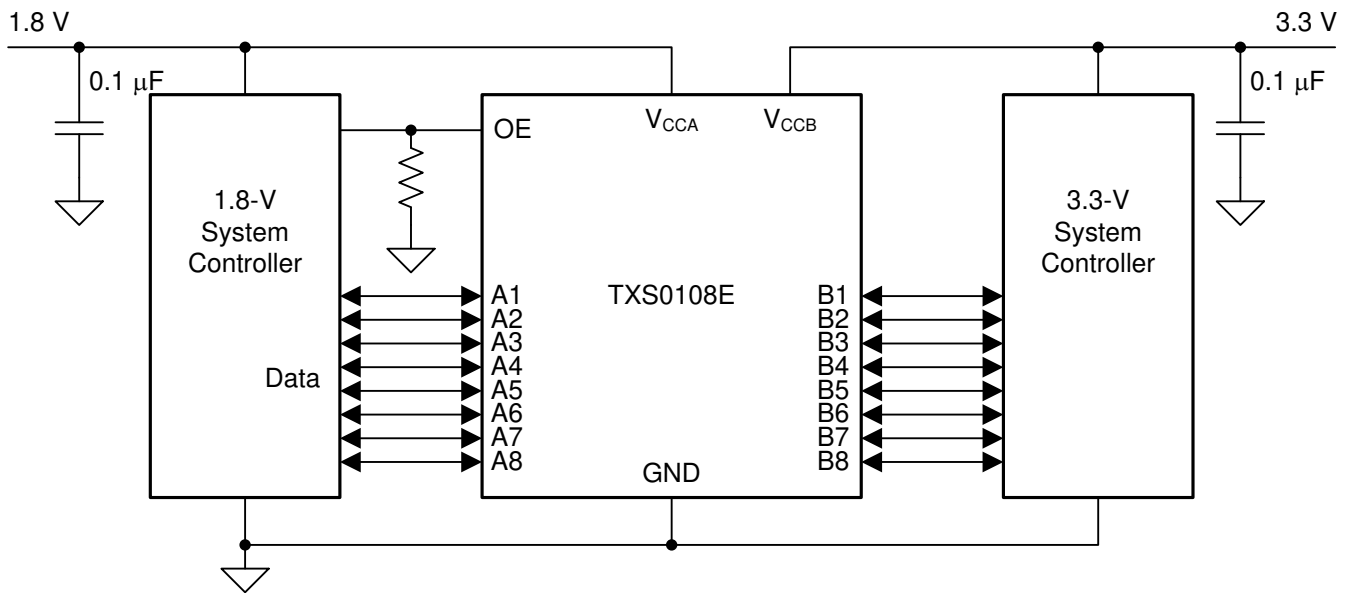 1.8 V
3.3 V
0.1 μF
0.1 μF
OE
VCCA
VCCB
1.8-V
System
Controller
3.3-V
System
Controller
TXS0108E
Data
A1
A2
A3
A4
A5
A6
A7
A8
B1
B2
B3
B4
B5
B6
B7
B8
GND